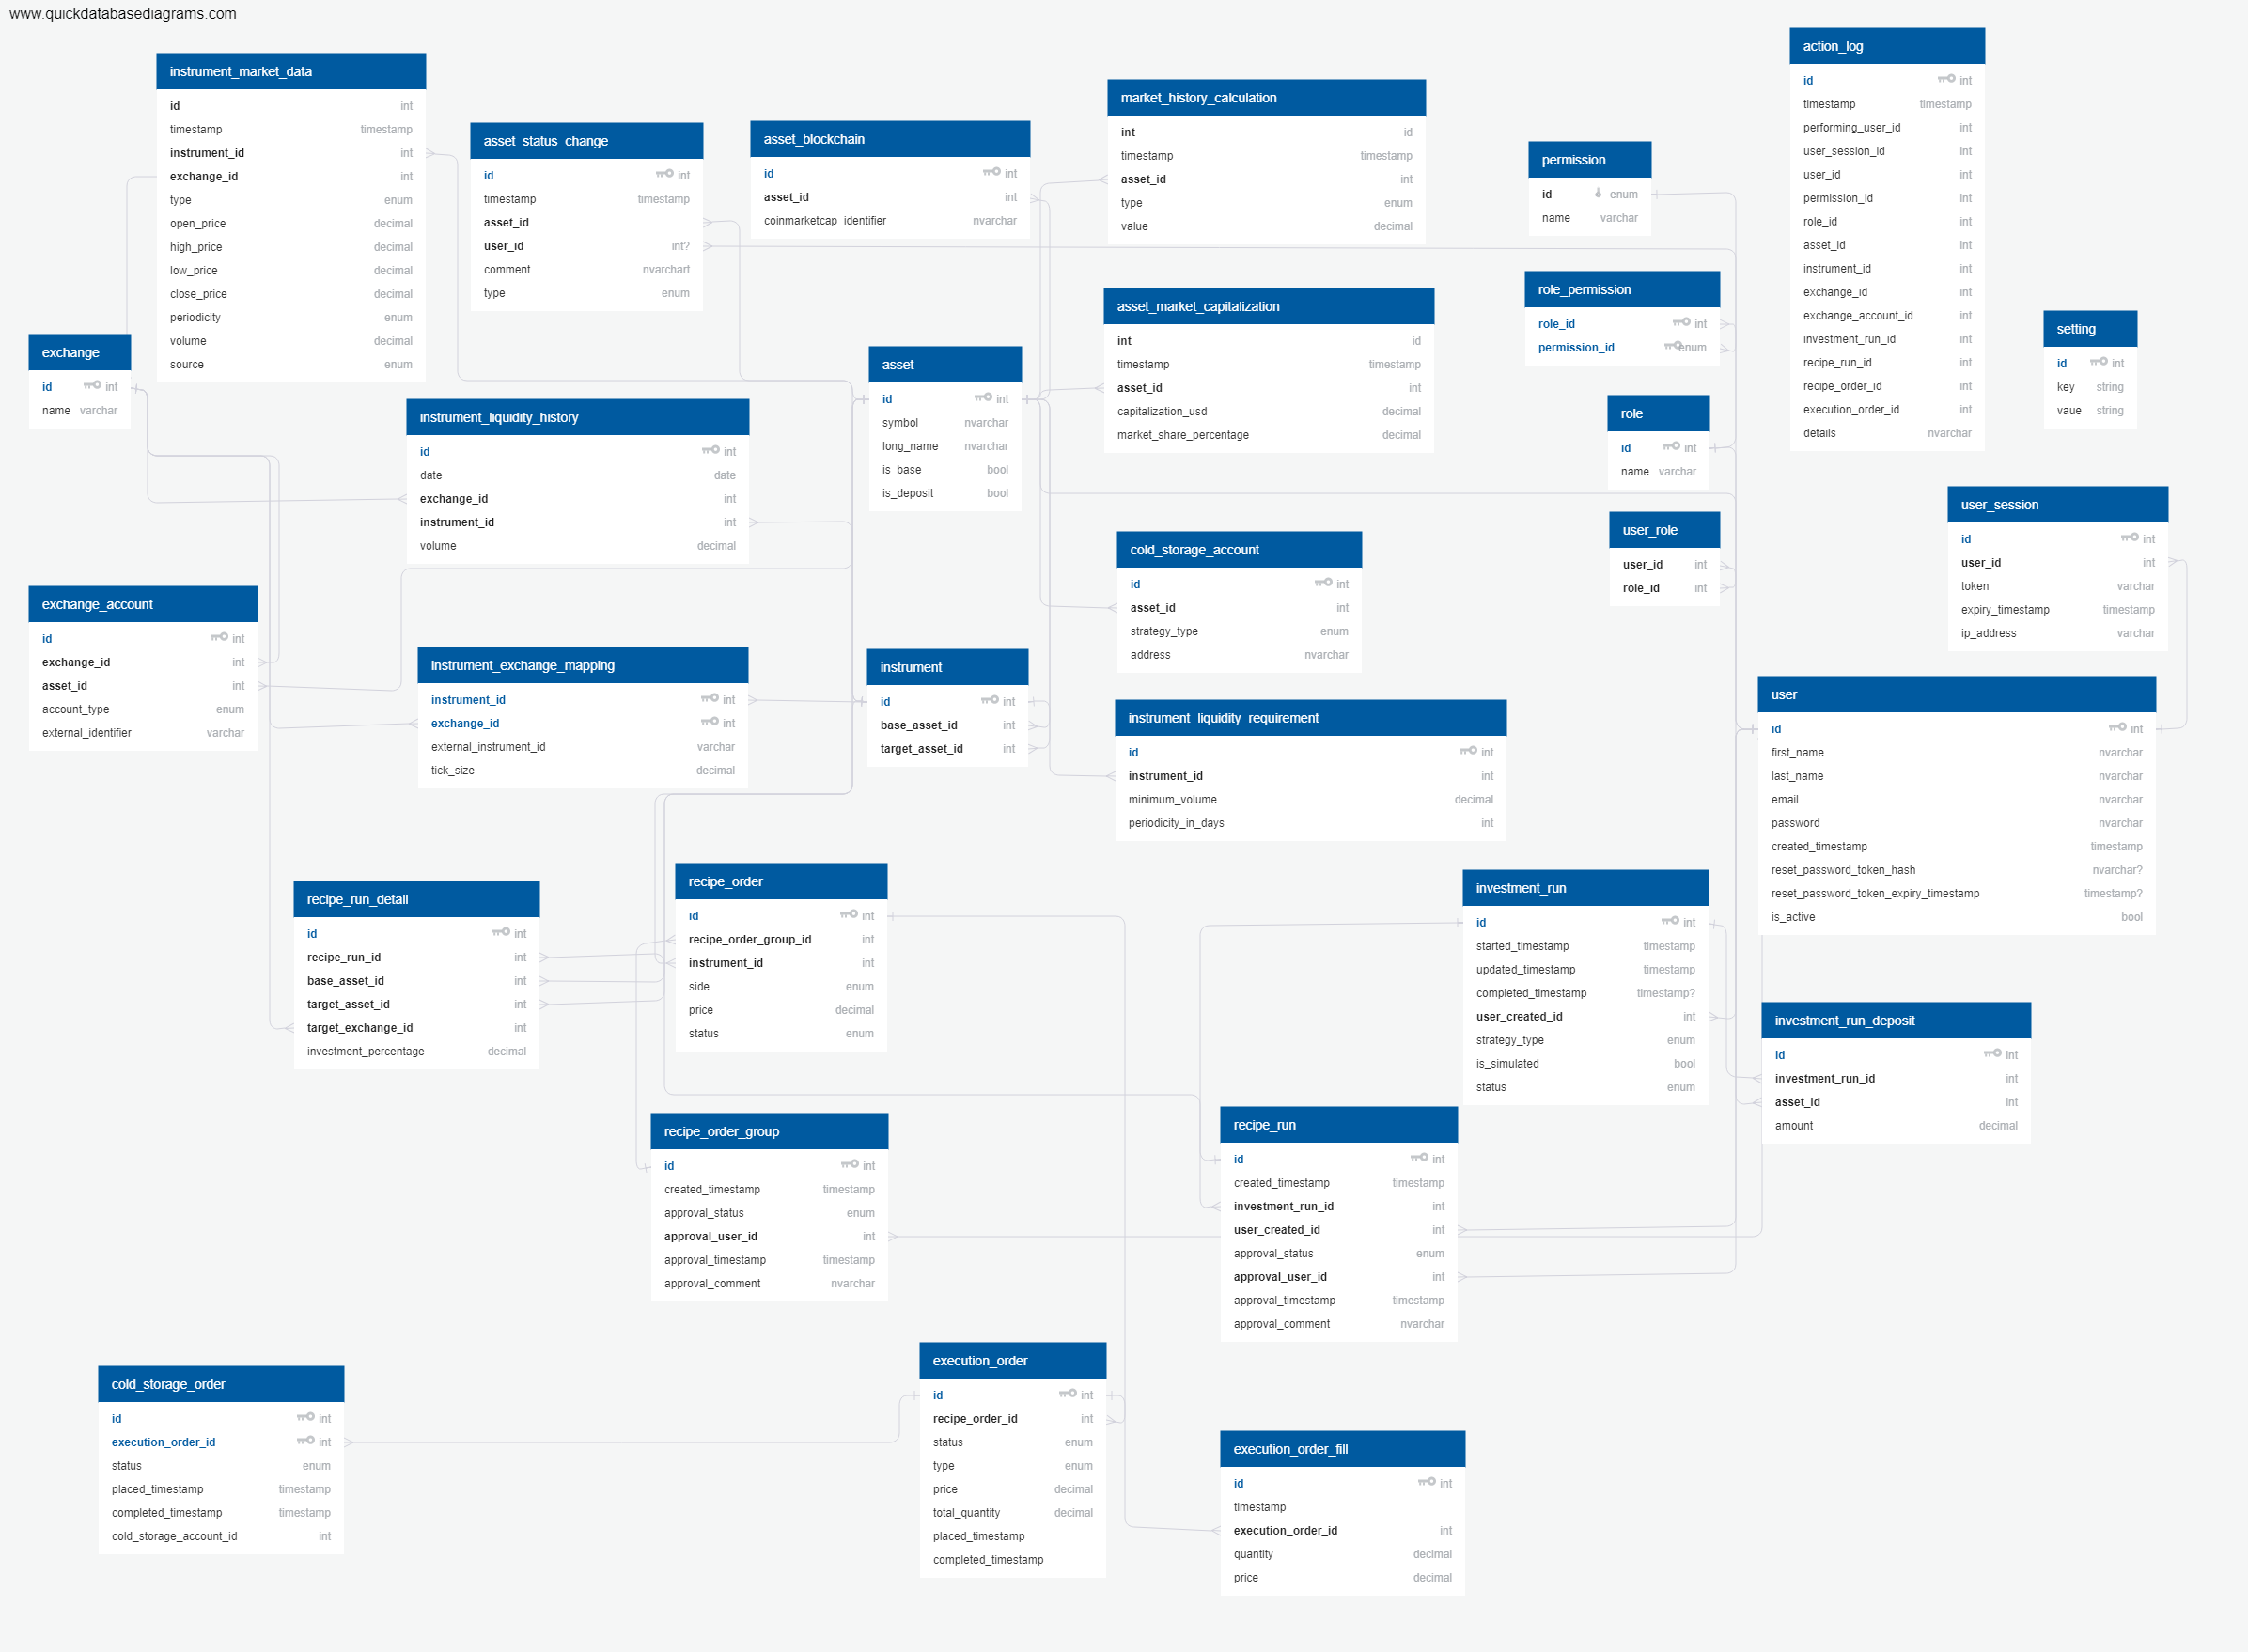 www.quickdatabasediagrams.com
instrument_market_data
id int
timestamp timestamp
instrument_id int
exchange_id int
type enum
open_price decimal
high_price decimal
low_price decimal
close_price decimal
periodicity enum
volume decimal
source enum
asset_status_change
id int
timestamp timestamp
asset_id
user_id int?
comment nvarchart
type enum
asset_blockchain
id int
asset_id int
coinmarketcap_identifier nvarchar
market_history_calculation
int id
timestamp timestamp
asset_id int
type enum
value decimal
permission
id enum
name varchar
action_log
id int
timestamp timestamp
performing_user_id int
user_session_id int
user_id int
permission_id int
role_id int
asset_id int
instrument_id int
exchange_id int
exchange_account_id int
investment_run_id int
recipe_run_id int
recipe_order_id int
execution_order_id int
details nvarchar
role_permission
role_id int
permission_id enum
setting
id int
key string
vaue string
exchange
id int
name varchar
asset
id int
symbol nvarchar
long_name nvarchar
is_base bool
is_deposit bool
asset_market_capitalization
int id
timestamp timestamp
asset_id int
capitalization_usd decimal
market_share_percentage decimal
role
id int
name varchar
instrument_liquidity_history
id int
date date
exchange_id int
instrument_id int
volume decimal
user_role
user_id int
role_id int
user_session
id int
user_id int
token varchar
expiry_timestamp timestamp
ip_address varchar
cold_storage_account
id int
asset_id int
strategy_type enum
address nvarchar
exchange_account
id int
exchange_id int
asset_id int
account_type enum
external_identifier varchar
instrument_exchange_mapping
instrument_id int
exchange_id int
external_instrument_id varchar
tick_size decimal
instrument
id int
base_asset_id int
target_asset_id int
instrument_liquidity_requirement
id int
instrument_id int
minimum_volume decimal
periodicity_in_days int
user
id int
first_name nvarchar
last_name nvarchar
email nvarchar
password nvarchar
created_timestamp timestamp
reset_password_token_hash nvarchar?
reset_password_token_expiry_timestamp timestamp?
is_active bool
recipe_run_detail
id int
recipe_run_id int
base_asset_id int
target_asset_id int
target_exchange_id int
investment_percentage decimal
recipe_order
id int
recipe_order_group_id int
instrument_id int
side enum
price decimal
status enum
investment_run
id int
started_timestamp timestamp
updated_timestamp timestamp
completed_timestamp timestamp?
user_created_id int
strategy_type enum
is_simulated bool
status enum
investment_run_deposit
id int
investment_run_id int
asset_id int
amount decimal
recipe_order_group
id int
created_timestamp timestamp
approval_status enum
approval_user_id int
approval_timestamp timestamp
approval_comment nvarchar
recipe_run
id int
created_timestamp timestamp
investment_run_id int
user_created_id int
approval_status enum
approval_user_id int
approval_timestamp timestamp
approval_comment nvarchar
cold_storage_order
id int
execution_order_id int
status enum
placed_timestamp timestamp
completed_timestamp timestamp
cold_storage_account_id int
execution_order
id int
recipe_order_id int
status enum
type enum
price decimal
total_quantity decimal
placed_timestamp
completed_timestamp
execution_order_fill
id int
timestamp
execution_order_id int
quantity decimal
price decimal